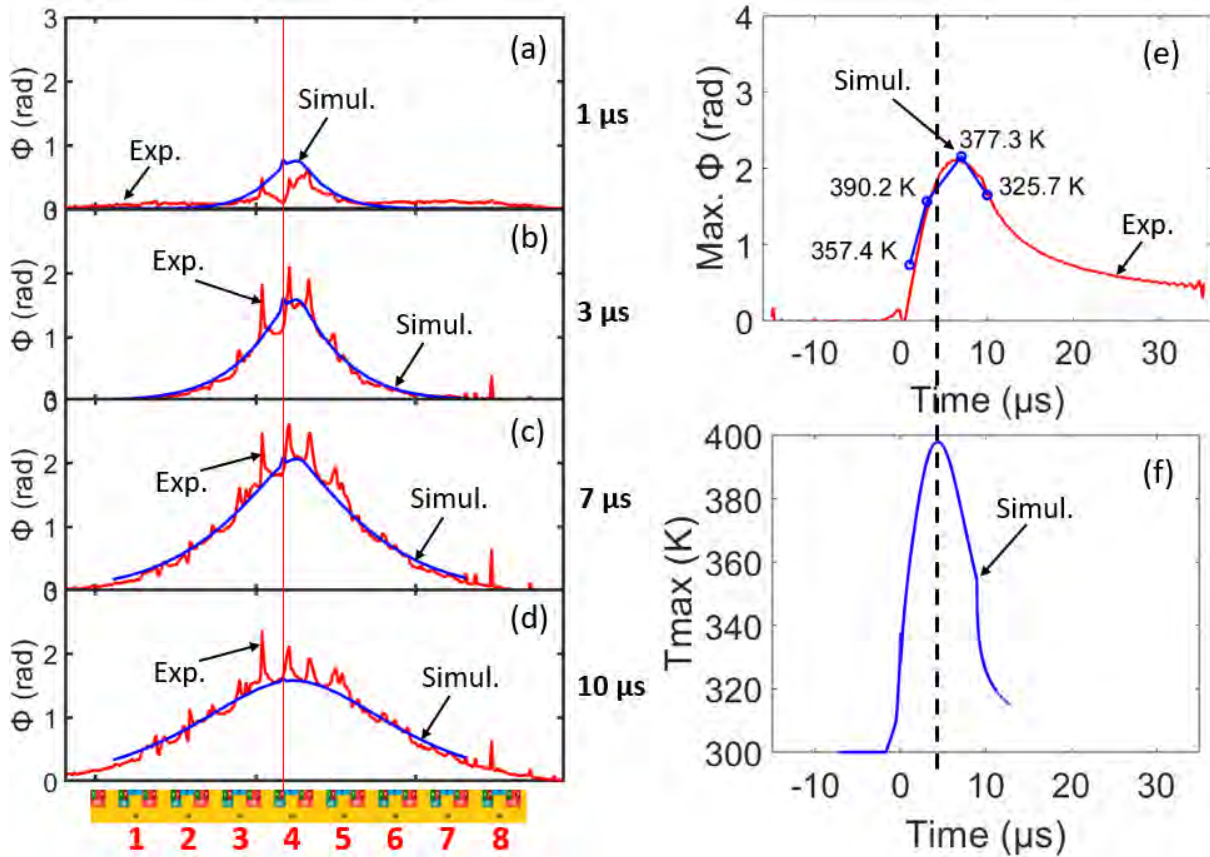 3
(a)
Φ (rad)
2
Simul.
1 μs
1
Exp.
0
3
(b)
Φ (rad)
2
Exp.
3 μs
1
Simul.
0
3
(c)
Φ (rad)
2
Exp.
7 μs
1
Simul.
0
3
(d)
Φ (rad)
2
Exp.
10 μs
1
Simul.
0
1 2 3 4 5 6 7 8
4
(e)
Max. Φ (rad)
3
Simul.
377.3 K
2
390.2 K
325.7 K
1
357.4 K
Exp.
0
-10 0 10 20 30
Time (μs)
400
(f)
Tmax (K)
380
Simul.
360
340
320
300
-10 0 10 20 30
Time (μs)